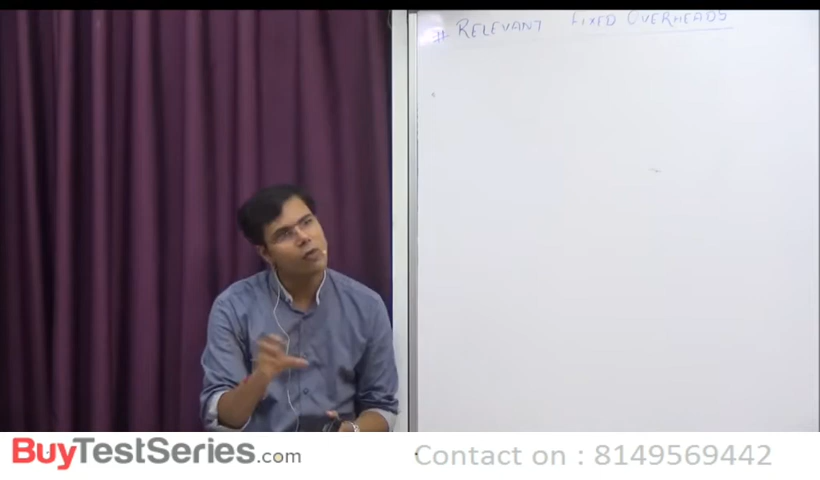 # RELEVANT FIXED OVERHEADS
BuyTestSeries.com
Contact on : 8149569442